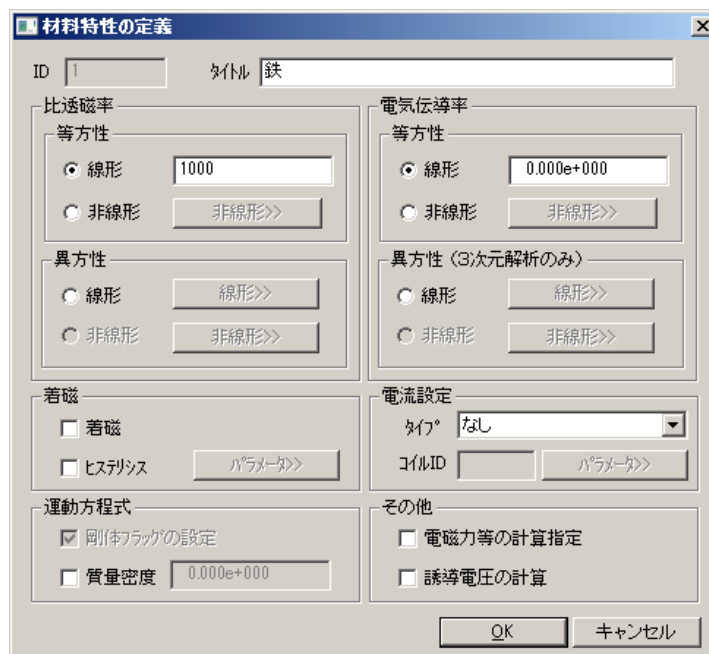 材料特性の定義
ID 1 ﾀｲﾄﾙ 鉄
比透磁率
等方性
線形 1000
非線形 非線形>>
異方性
線形 線形>>
非線形 非線形>>
電気伝導率
等方性
線形 0.000e+000
非線形 非線形>>
異方性（3次元解析のみ）
線形 線形>>
非線形 非線形>>
着磁
着磁
ﾋｽﾃﾘｼｽ ﾊﾟﾗﾒｰﾀ>>
電流設定
ﾀｲﾌﾟ なし
ｺｲﾙID ﾊﾟﾗﾒｰﾀ>>
運動方程式
剛体ﾌﾗｯｸﾞの設定
質量密度 0.000e+000
その他
電磁力等の計算指定
誘導電圧の計算
OK キャンセル